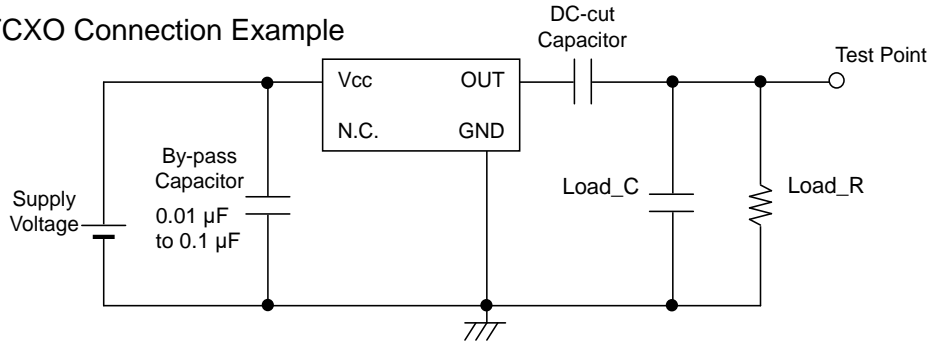 CXO Connection Example
DC-cut
Capacitor
Test Point
Vcc
OUT
N.C.
GND
By-pass
Capacitor
0.01 µF
to 0.1 µF
Supply
Voltage
Load_C
Load_R